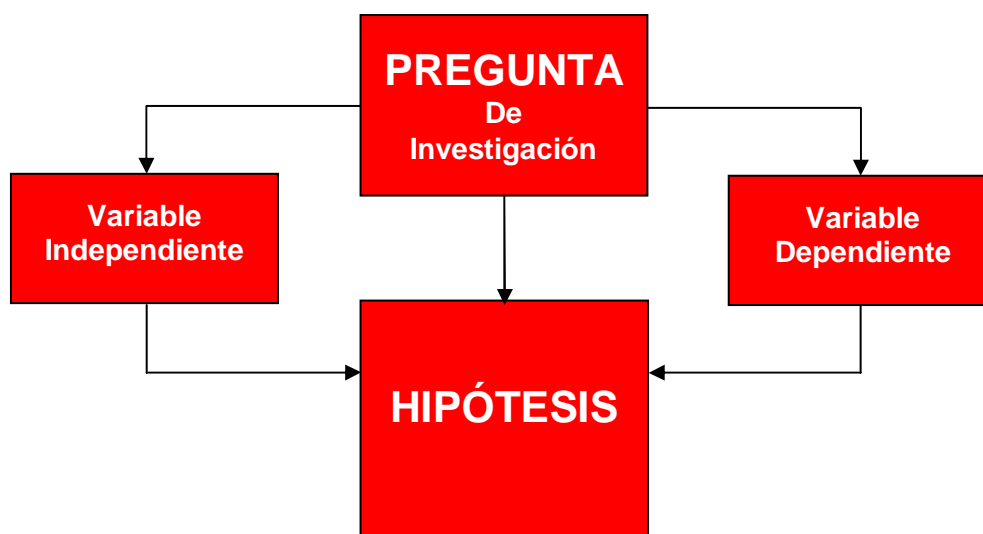 PREGUNTA
De
Investigación
Variable
Independiente
Variable
Dependiente
HIPÓTESIS